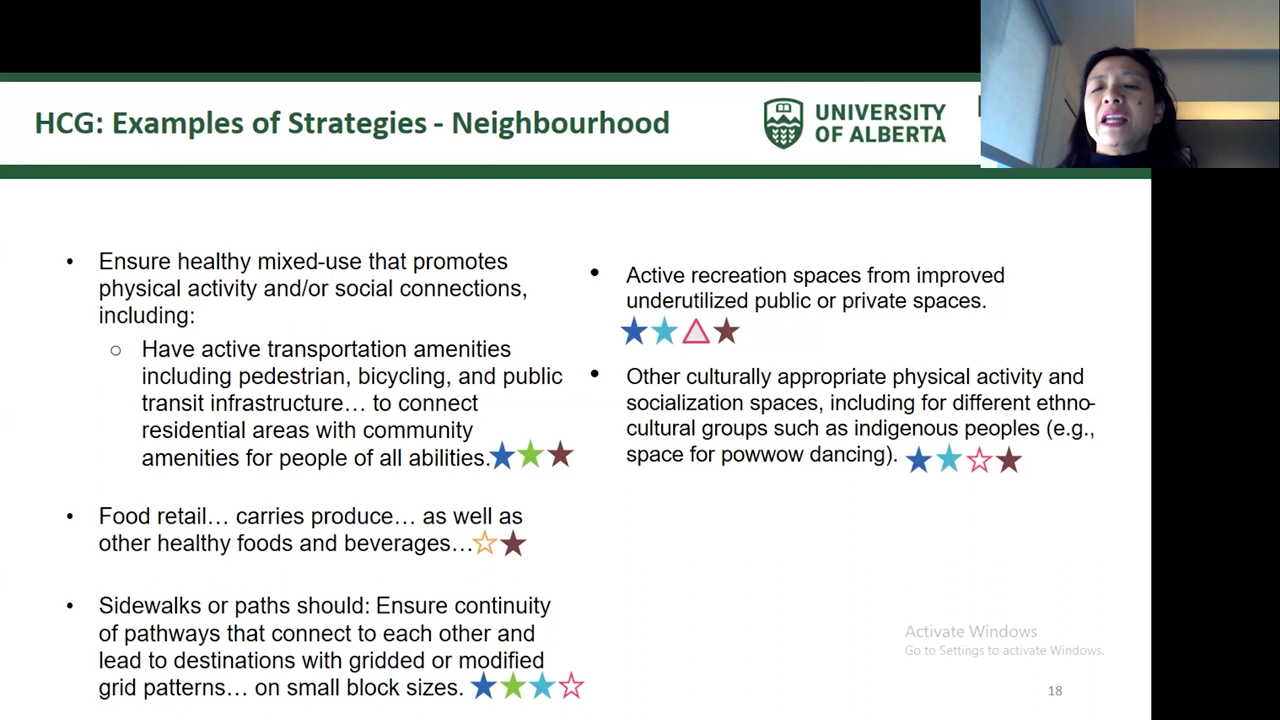 HCG: Examples of Strategies - Neighbourhood
UNIVERSITY
OF ALBERTA
• Ensure healthy mixed-use that promotes
physical activity and/or social connections,
including:
○ Have active transportation amenities
including pedestrian, bicycling, and public
transit infrastructure… to connect
residential areas with community
amenities for people of all abilities.
• Food retail… carries produce… as well as
other healthy foods and beverages…
• Sidewalks or paths should: Ensure continuity
of pathways that connect to each other and
lead to destinations with gridded or modified
grid patterns… on small block sizes.
• Active recreation spaces from improved
underutilized public or private spaces.
• Other culturally appropriate physical activity and
socialization spaces, including for different ethno-
cultural groups such as indigenous peoples (e.g.,
space for powwow dancing).
Activate Windows
Go to Settings to activate Windows.
18